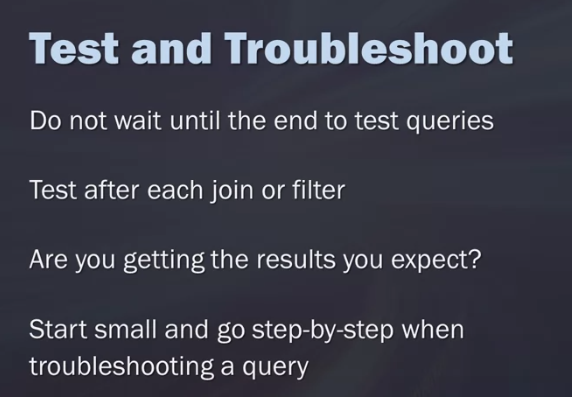 Test and Troubleshoot
Do not wait until the end to test queries
Test after each join or filter
Are you getting the results you expect?
Start small and go step-by-step when
troubleshooting a query